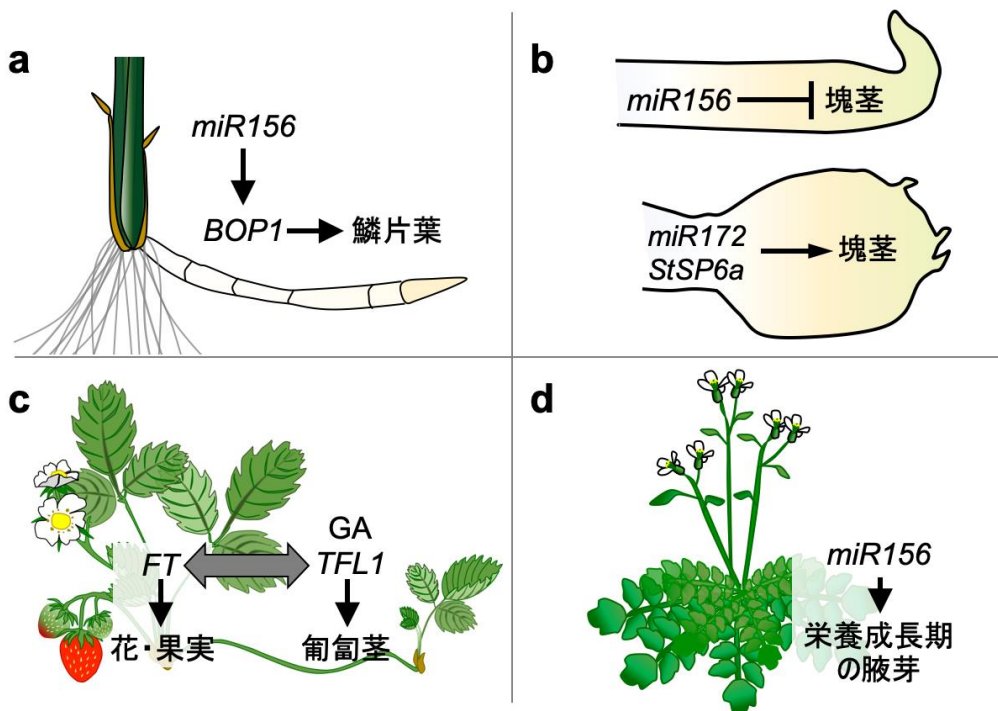 a
miR156
BOP1
鱗片葉
b
miR156
塊茎
miR172
StSP6a
塊茎
c
FT
花・果実
GA
TFL1
匍匐茎
d
miR156
栄養成長期
の腋芽